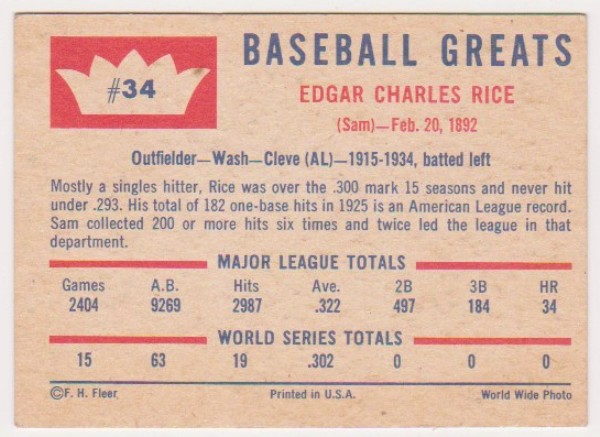 #34
BASEBALL GREATS
EDGAR CHARLES RICE
(Sam)—Feb. 20, 1892
Outfielder—Wash—Cleve (AL)—1915-1934, batted left
Mostly a singles hitter, Rice was over the .300 mark 15 seasons and never hit
under .293. His total of 182 one-base hits in 1925 is an American League record.
Sam collected 200 or more hits six times and twice led the league in that
department.
MAJOR LEAGUE TOTALS
Games A.B. Hits Ave. 2B 3B HR
2404 9269 2987 .322 497 184 34
WORLD SERIES TOTALS
15 63 19 .302 0 0 0
©F. H. Fleer Printed in U.S.A. World Wide Photo